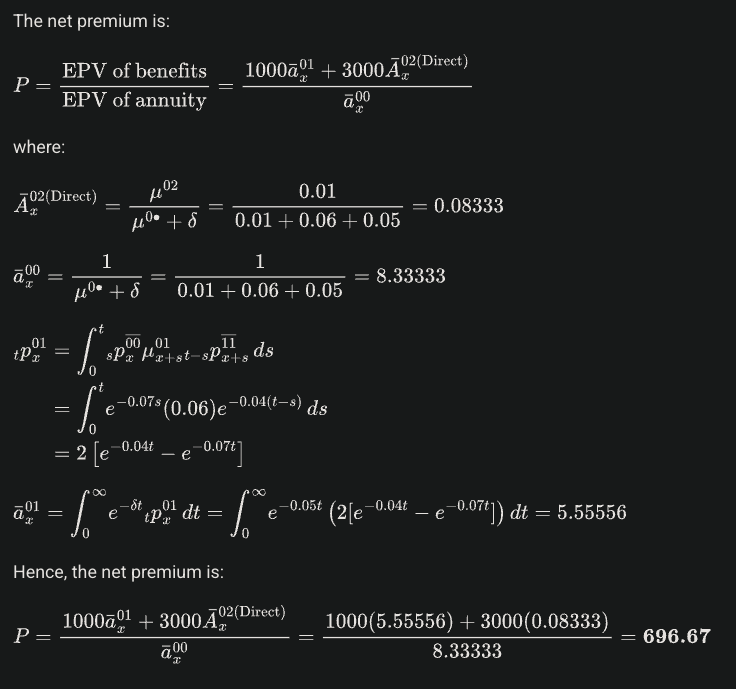 The net premium is:
P = \frac{\text{EPV of benefits}}{\text{EPV of annuity}} = \frac{1000\bar{a}_x^{01} + 3000\bar{A}_x^{02(\text{Direct})}}{\bar{a}_x^{00}}
where:
\bar{A}_x^{02(\text{Direct})} = \frac{\mu^{02}}{\mu^{0\bullet} + \delta} = \frac{0.01}{0.01 + 0.06 + 0.05} = 0.08333
\bar{a}_x^{00} = \frac{1}{\mu^{0\bullet} + \delta} = \frac{1}{0.01 + 0.06 + 0.05} = 8.33333
{}_tp_x^{01} = \int_0^t {}_sp_x^{\overline{00}} \mu_{x+s}^{01} {}_{t-s}p_{x+s}^{\overline{11}} \, ds
= \int_0^t e^{-0.07s}(0.06)e^{-0.04(t-s)} \, ds
= 2\left[e^{-0.04t} - e^{-0.07t}\right]
\bar{a}_x^{01} = \int_0^\infty e^{-\delta t} {}_tp_x^{01} \, dt = \int_0^\infty e^{-0.05t} \left(2[e^{-0.04t} - e^{-0.07t}]\right) dt = 5.55556
Hence, the net premium is:
P = \frac{1000\bar{a}_x^{01} + 3000\bar{A}_x^{02(\text{Direct})}}{\bar{a}_x^{00}} = \frac{1000(5.55556) + 3000(0.08333)}{8.33333} = \mathbf{696.67}